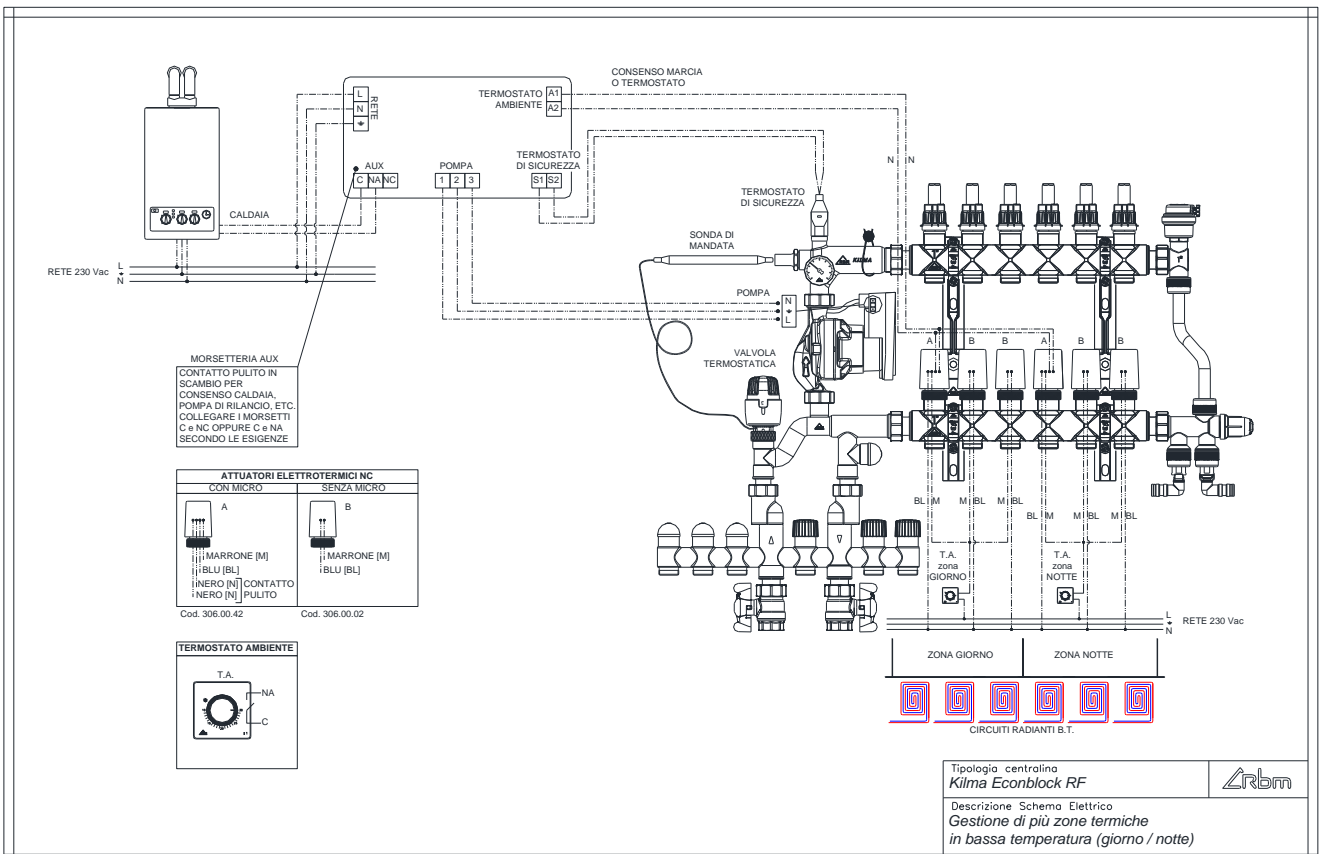 CONSENSO MARCIA
O TERMOSTATO
L
N
RETE
TERMOSTATO
AMBIENTE
A1
A2
AUX
C NA NC
POMPA
1 2 3
TERMOSTATO
DI SICUREZZA
S1 S2
CALDAIA
RETE 230 Vac
L
N
TERMOSTATO
DI SICUREZZA
N N
SONDA DI
MANDATA
KILMA
POMPA
N
L
VALVOLA
TERMOSTATICA
A B B A B B
MORSETTERIA AUX
CONTATTO PULITO IN
SCAMBIO PER
CONSENSO CALDAIA,
POMPA DI RILANCIO, ETC.
COLLEGARE I MORSETTI
C e NC OPPURE C e NA
SECONDO LE ESIGENZE
ATTUATORI ELETTROTERMICI NC
CON MICRO
SENZA MICRO
A
B
MARRONE [M]
BLU [BL]
NERO [N]
NERO [N]
CONTATTO
PULITO
MARRONE [M]
BLU [BL]
Cod. 306.00.42
Cod. 306.00.02
TERMOSTATO AMBIENTE
T.A.
NA
C
BL M M BL M BL
BL M M BL M BL
T.A.
zona
GIORNO
T.A.
zona
NOTTE
L
N
RETE 230 Vac
ZONA GIORNO
ZONA NOTTE
CIRCUITI RADIANTI B.T.
Tipologia centralina
Kilma Econblock RF
rbm
Descrizione Schema Elettrico
Gestione di più zone termiche
in bassa temperatura (giorno / notte)